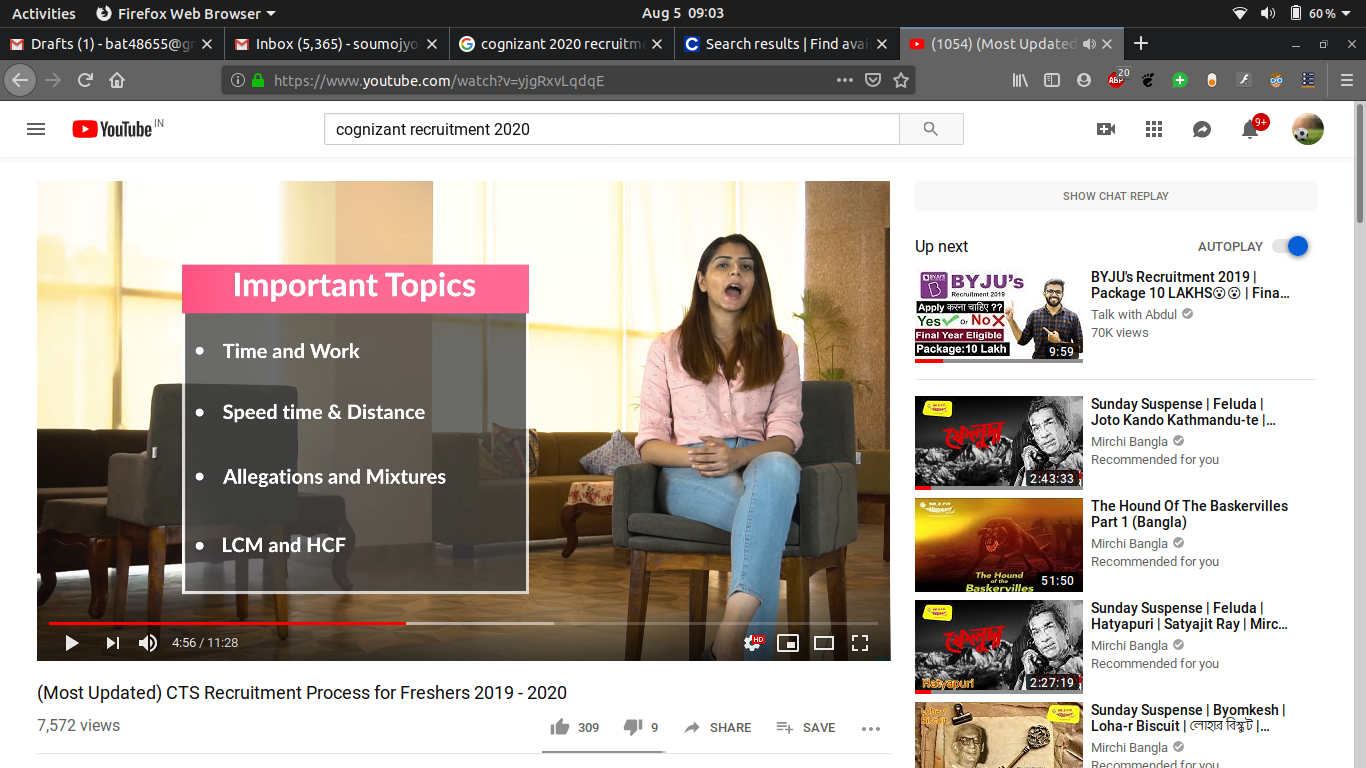 Activities
Firefox Web Browser
Aug 5 09:03
60 %
Drafts (1) - bat48655@gr
Inbox (5,365) - soumojyo
cognizant 2020 recruitm
Search results | Find avai
(1054) (Most Updated
https://www.youtube.com/watch?v=yjgRxvLqdqE
ABP
20
YouTube IN
cognizant recruitment 2020
9+
Important Topics
• Time and Work
• Speed time & Distance
• Allegations and Mixtures
• LCM and HCF
4:56 / 11:28
HD
(Most Updated) CTS Recruitment Process for Freshers 2019 - 2020
7,572 views
309
9
SHARE
SAVE
SHOW CHAT REPLAY
Up next
AUTOPLAY
BYJU'S
BYJU's
Recruitment 2019
Apply करना चाहिए ??
Yes or No
Final Year Eligible
Package:10 Lakh
9:59
BYJU's Recruitment 2019 |
Package 10 LAKHS😮😮 | Fina...
Talk with Abdul
70K views
ফেলুদা
2:43:33
Sunday Suspense | Feluda |
Joto Kando Kathmandu-te |...
Mirchi Bangla
Recommended for you
The Hound
of the
Baskervilles
51:50
The Hound Of The Baskervilles
Part 1 (Bangla)
Mirchi Bangla
Recommended for you
ফেলুদা
Hatyapuri
2:27:19
Sunday Suspense | Feluda |
Hatyapuri | Satyajit Ray | Mirc...
Mirchi Bangla
Recommended for you
Sunday Suspense | Byomkesh |
Loha-r Biscuit | লোহার বিস্কুট |...
Mirchi Bangla
Recommended for you